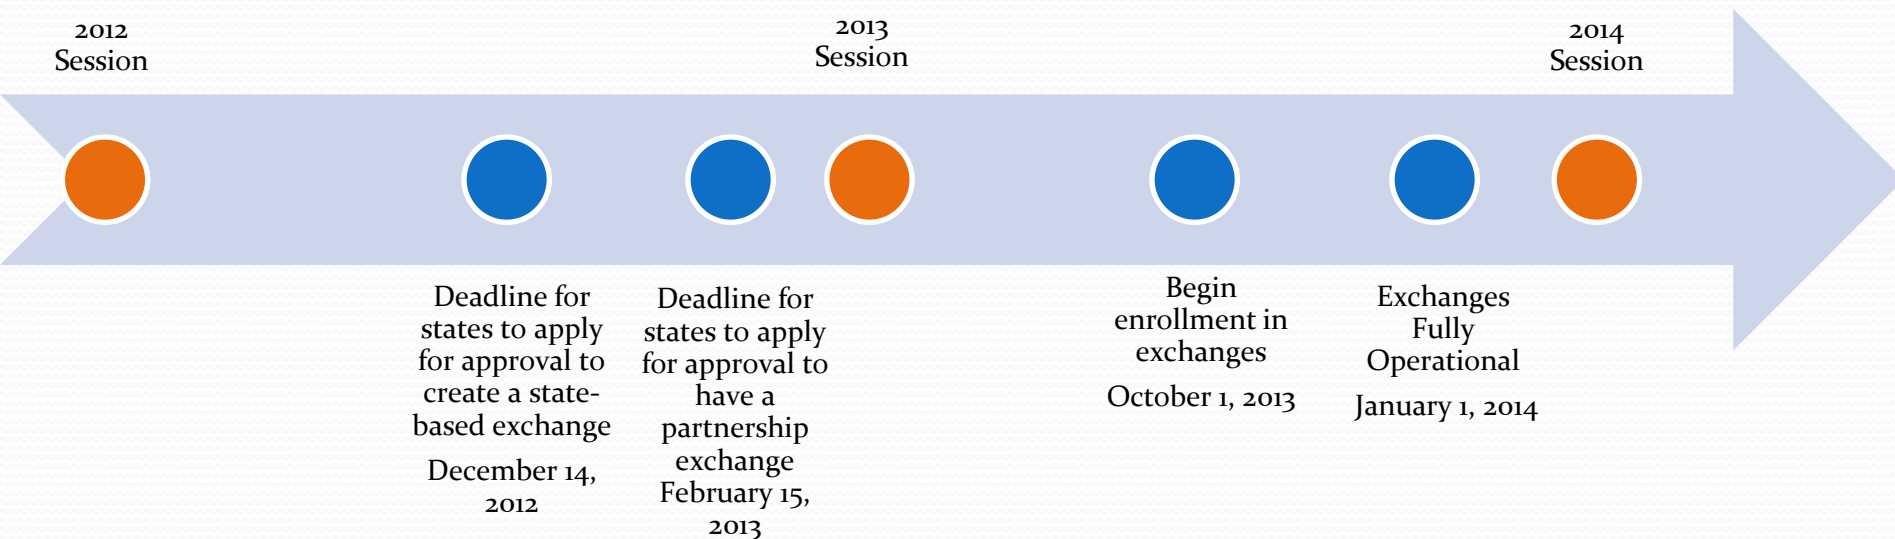 2012
Session
2013
Session
2014
Session
Deadline for
states to apply
for approval to
create a state-
based exchange
December 14,
2012
Deadline for
states to apply
for approval to
have a
partnership
exchange
February 15,
2013
Begin
enrollment in
exchanges
October 1, 2013
Exchanges
Fully
Operational
January 1, 2014